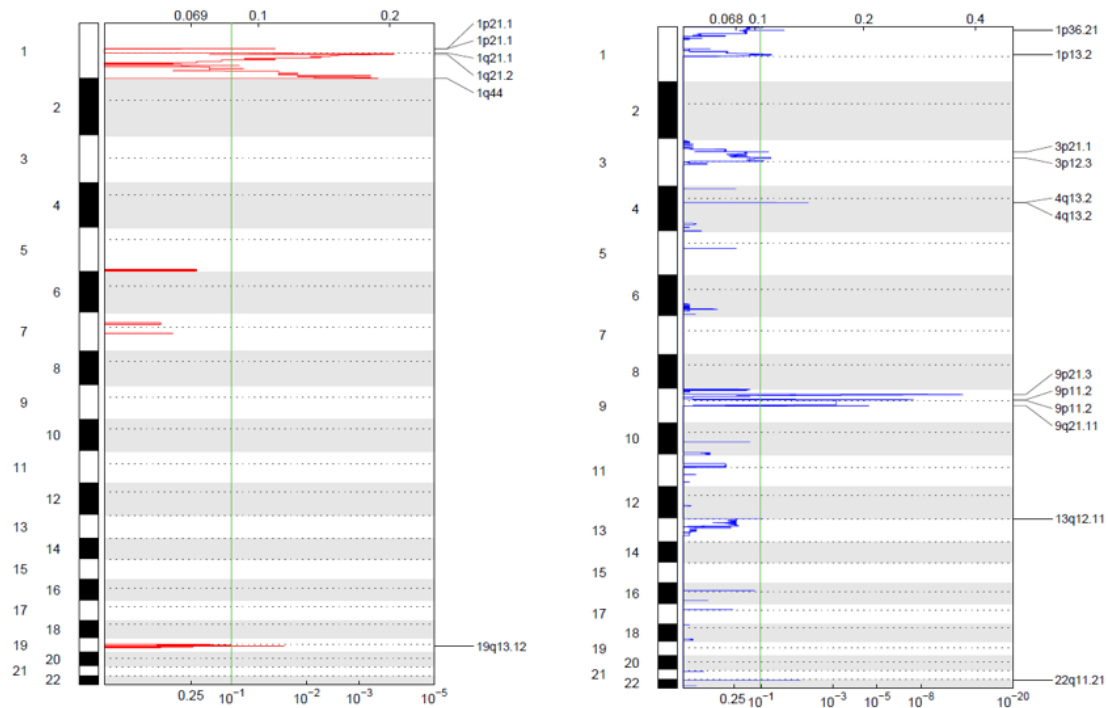 0.069 0.1 0.2
1 2 3 4 5 6 7 8 9 10 11 12 13 14 15 16 17 18 19 20 21 22
1p21.1
1p21.1
1q21.1
1q21.2
1q44
19q13.12
0.25 10^-1 10^-2 10^-3 10^-5
0.068 0.1 0.2 0.4
1 2 3 4 5 6 7 8 9 10 11 12 13 14 15 16 17 18 19 20 21 22
1p36.21
1p13.2
3p21.1
3p12.3
4q13.2
4q13.2
9p21.3
9p11.2
9p11.2
9q21.11
13q12.11
22q11.21
0.25 10^-1 10^-3 10^-5 10^-8 10^-20